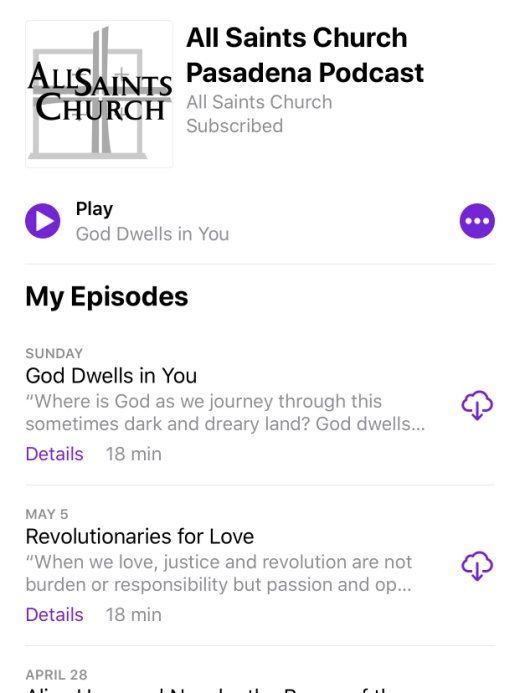 ALLSAINTS
CHURCH
All Saints Church
Pasadena Podcast
All Saints Church
Subscribed
Play
God Dwells in You
My Episodes
SUNDAY
God Dwells in You
“Where is God as we journey through this
sometimes dark and dreary land? God dwells...
Details 18 min
MAY 5
Revolutionaries for Love
“When we love, justice and revolution are not
burden or responsibility but passion and op...
Details 18 min
APRIL 28